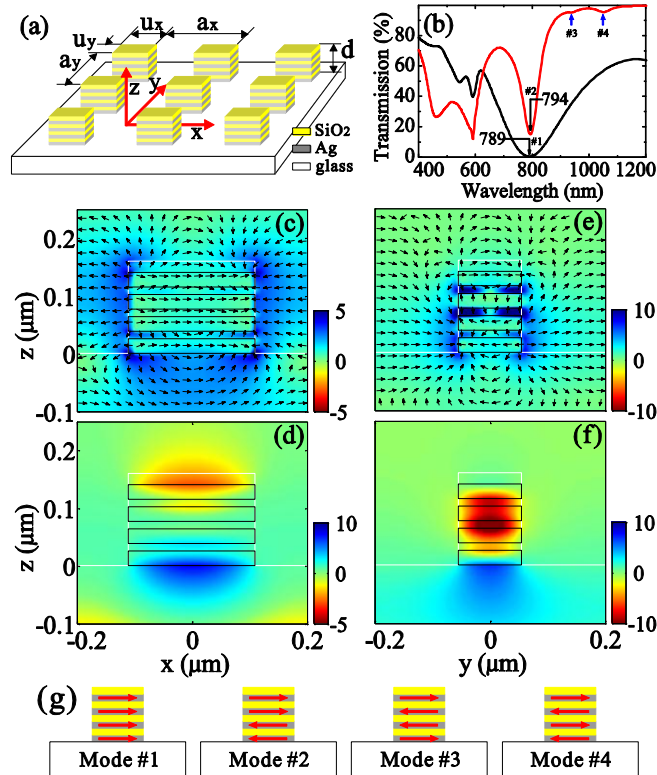 (a)
u_y u_x a_x
a_y d
z y x
SiO₂
Ag
glass
(b)
Transmission (%)
100
80
60
40
20
0
#3 #4
#2
794
789
#1
400 600 800 1000 1200
Wavelength (nm)
(c)
z (μm)
0.2
0.1
0
-0.1
5
0
-5
(e)
10
0
-10
(d)
z (μm)
0.2
0.1
0
-0.1
-0.2 0 0.2
x (μm)
10
5
0
-5
(f)
-0.2 0 0.2
y (μm)
10
0
-10
(g)
Mode #1 Mode #2 Mode #3 Mode #4